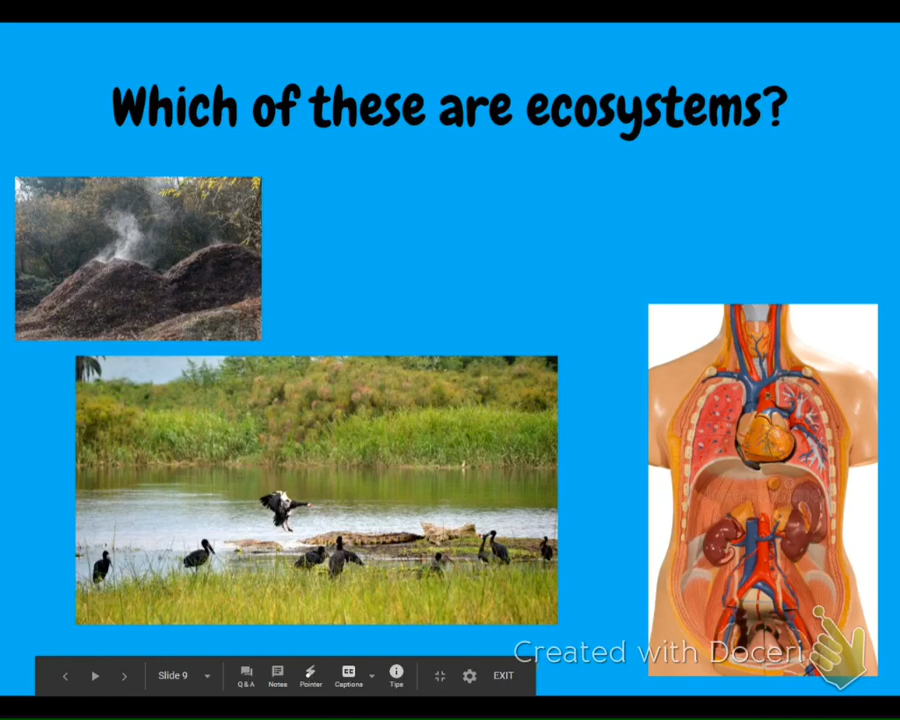 Which of these are ecosystems?
Created with Doceri
Slide 9
Q & A
Notes
Pointer
Captions
Tips
EXIT